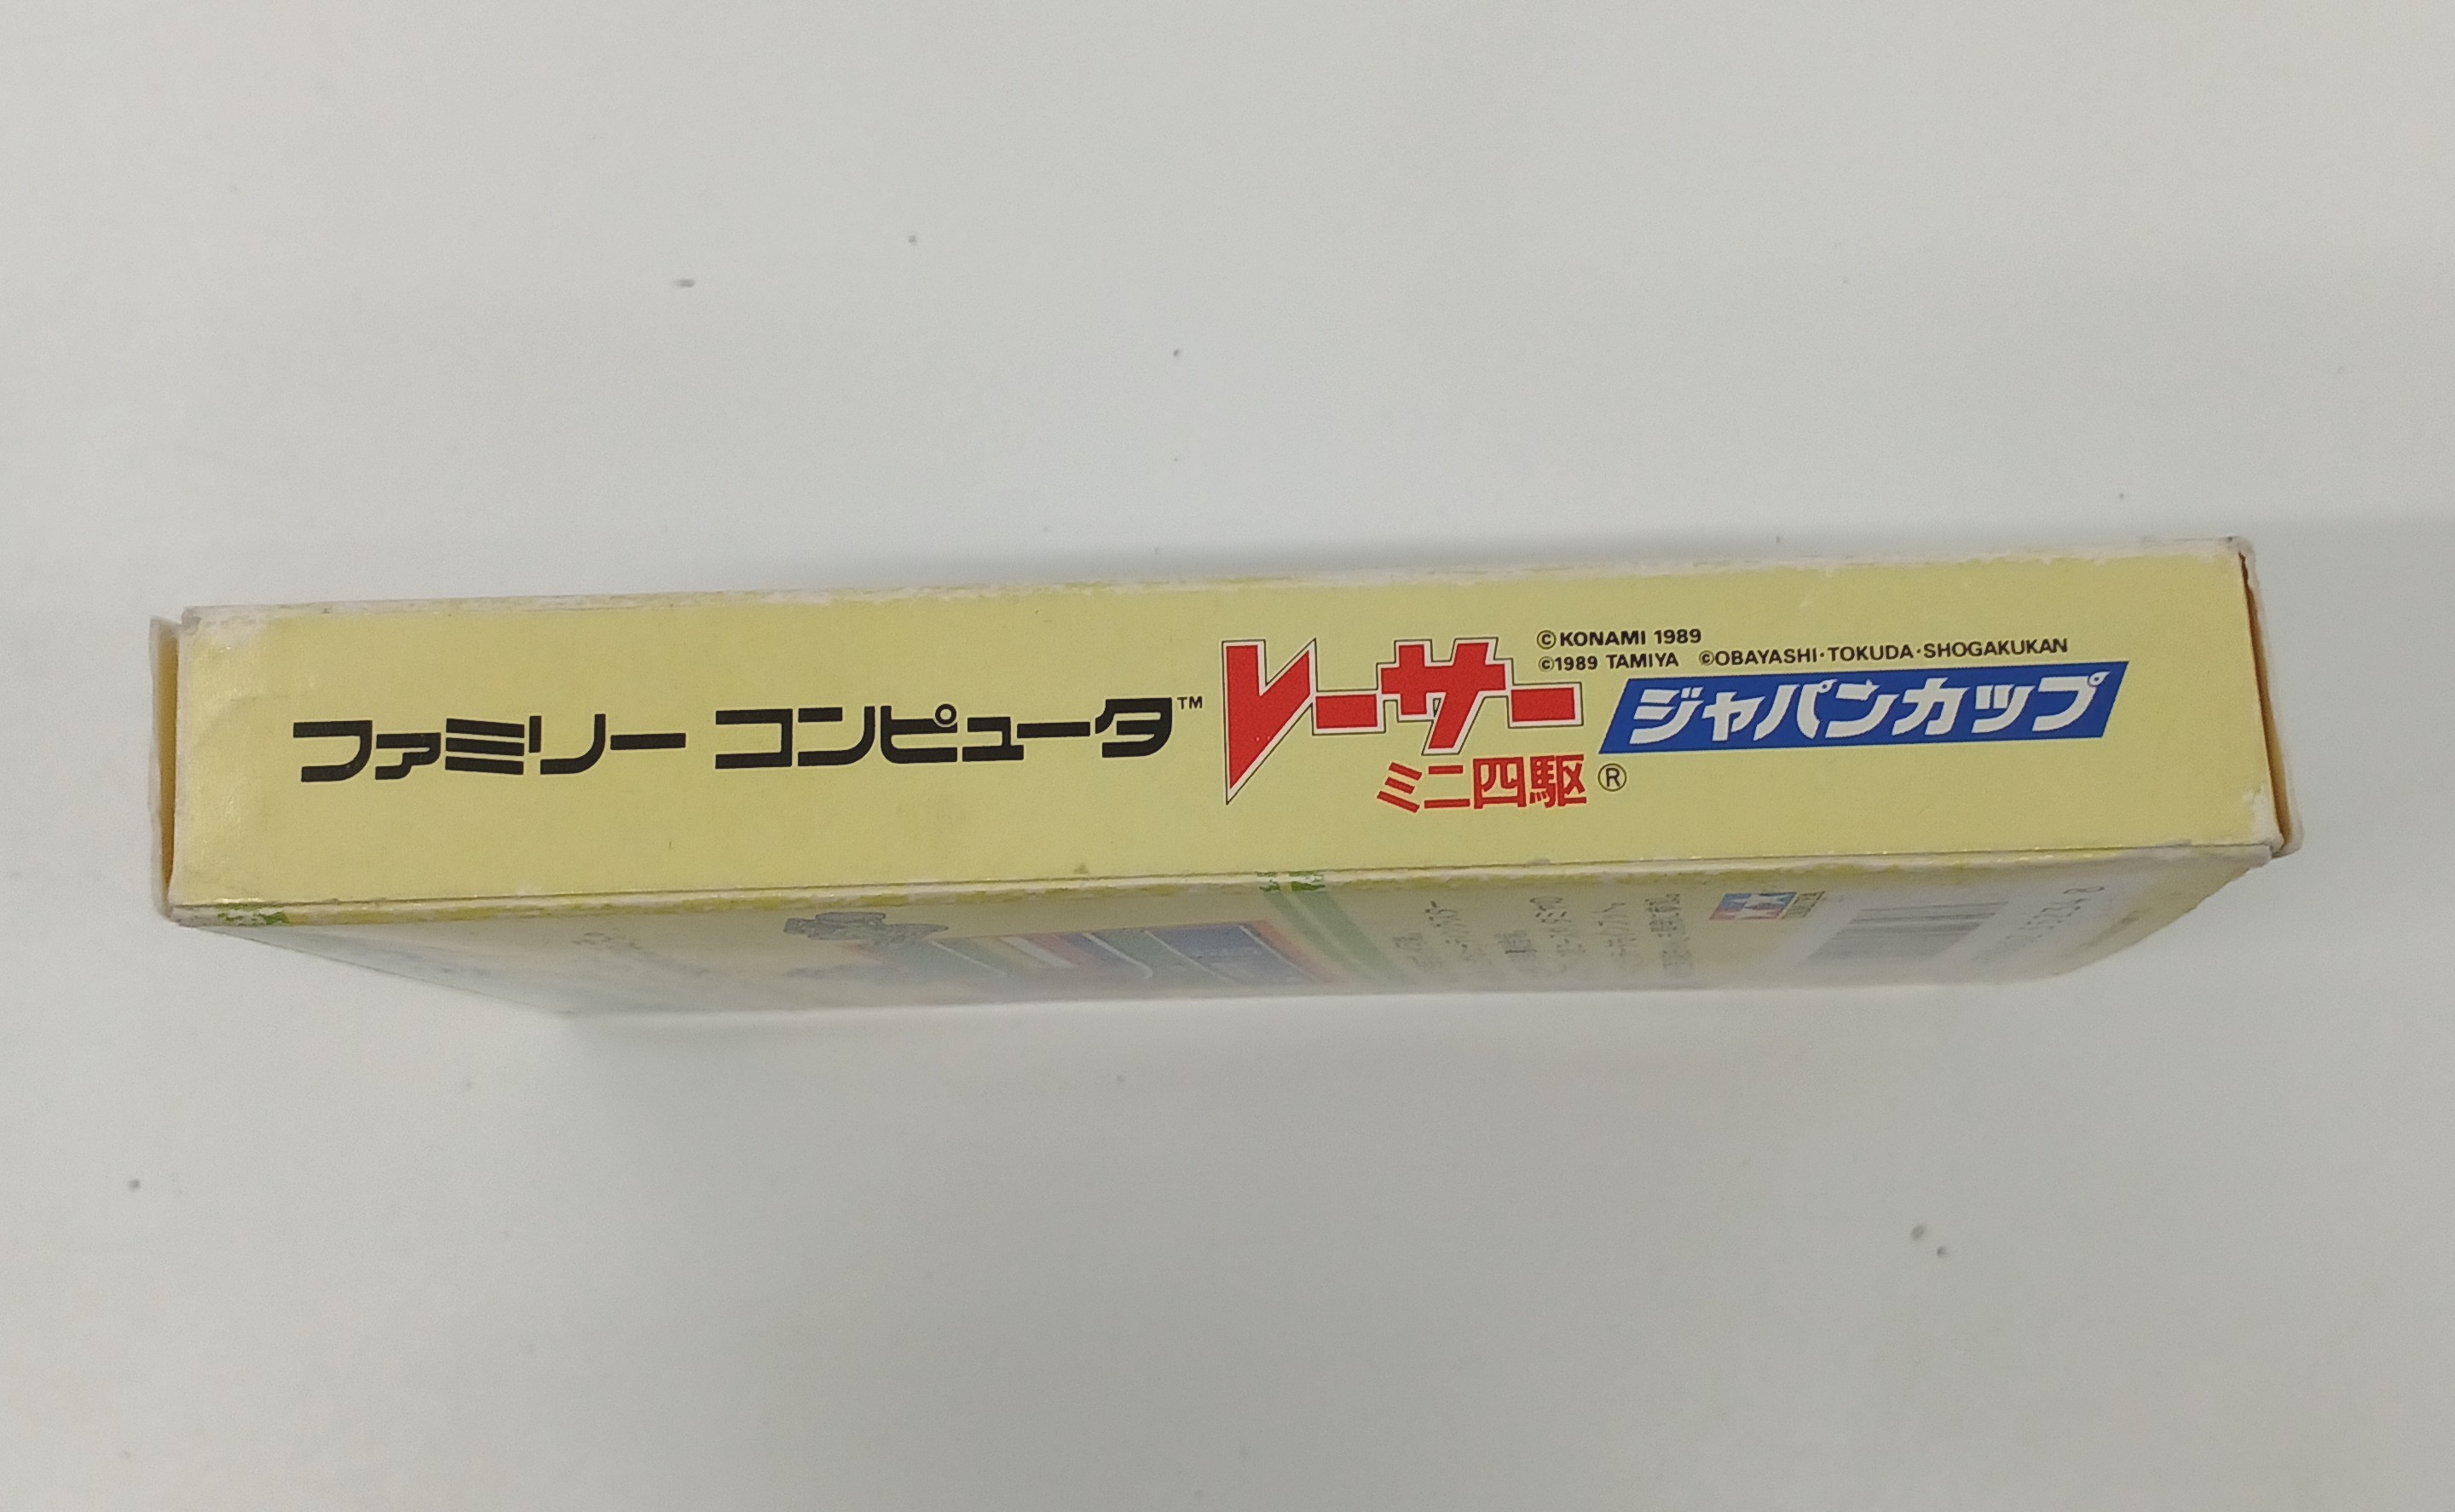 ファミリー コンピュータ™
レーサー
ミニ四駆®
©KONAMI 1989
©1989 TAMIYA ©OBAYASHI・TOKUDA・SHOGAKUKAN
ジャパンカップ